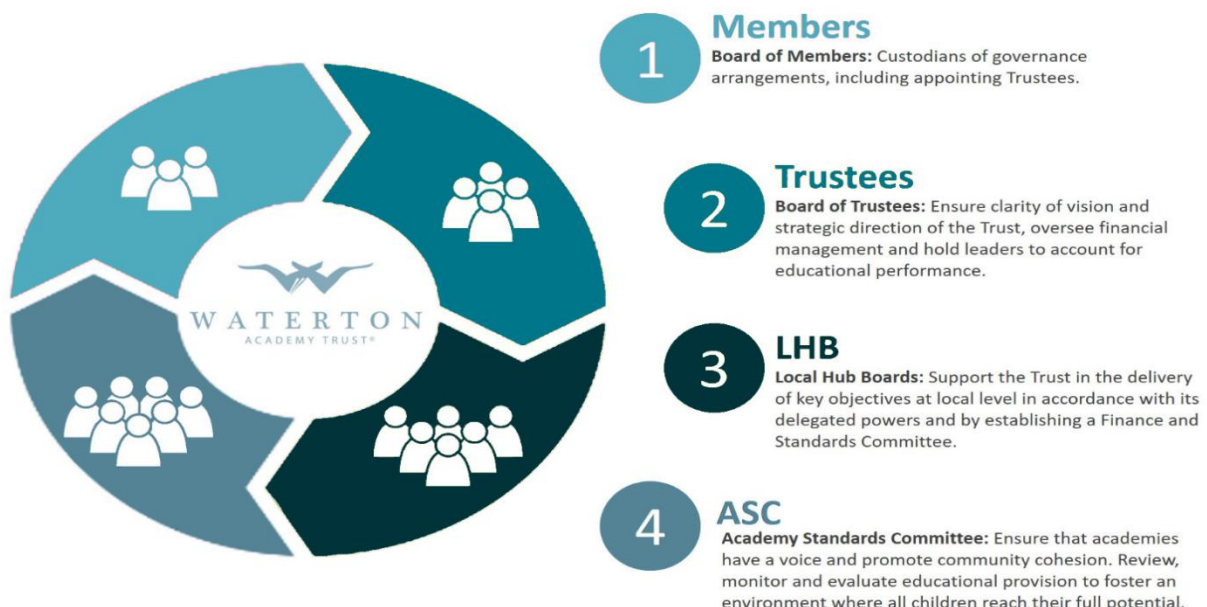 WATERTON
ACADEMY TRUST®
1
Members
Board of Members: Custodians of governance
arrangements, including appointing Trustees.
2
Trustees
Board of Trustees: Ensure clarity of vision and
strategic direction of the Trust, oversee financial
management and hold leaders to account for
educational performance.
3
LHB
Local Hub Boards: Support the Trust in the delivery
of key objectives at local level in accordance with its
delegated powers and by establishing a Finance and
Standards Committee.
4
ASC
Academy Standards Committee: Ensure that academies
have a voice and promote community cohesion. Review,
monitor and evaluate educational provision to foster an
environment where all children reach their full potential.